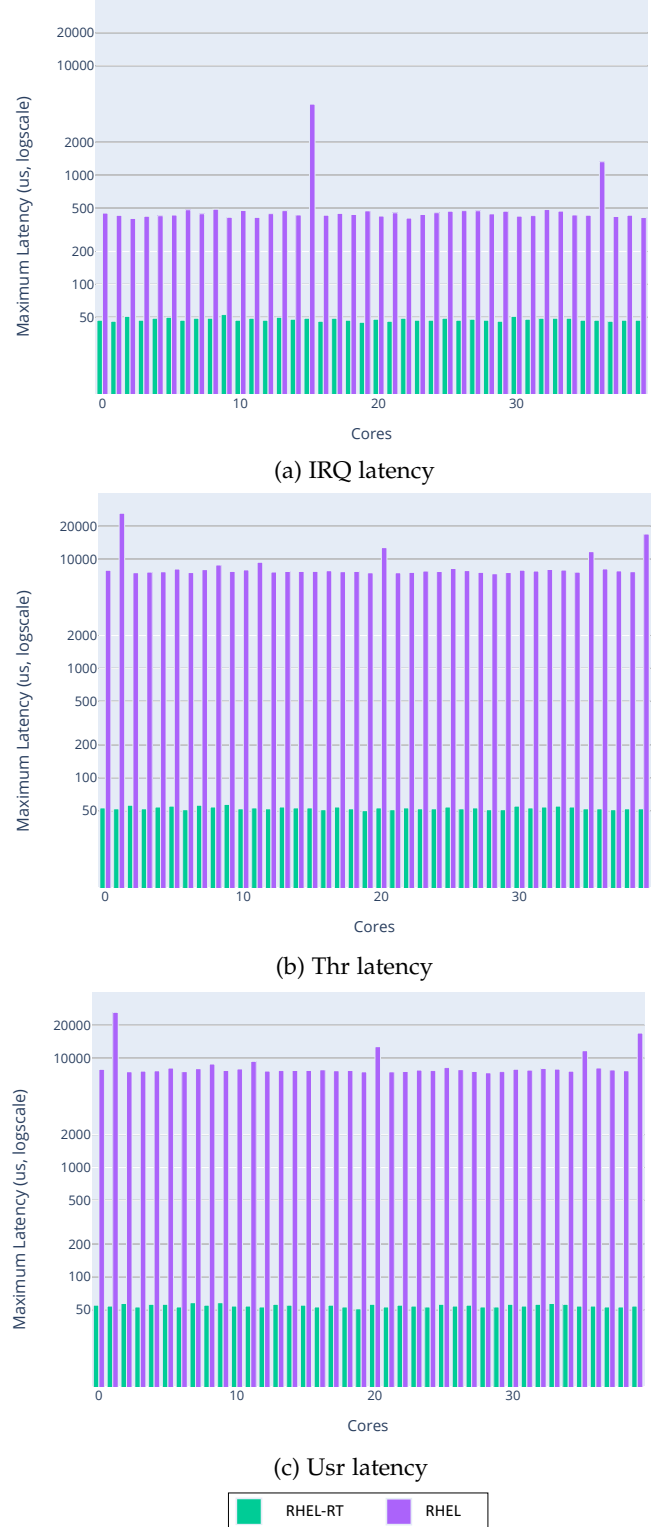 Maximum Latency (us, logscale)
20000
10000
2000
1000
500
200
100
50
0 10 20 30
Cores
(a) IRQ latency
Maximum Latency (us, logscale)
20000
10000
2000
1000
500
200
100
50
0 10 20 30
Cores
(b) Thr latency
Maximum Latency (us, logscale)
20000
10000
2000
1000
500
200
100
50
0 10 20 30
Cores
(c) Usr latency
RHEL-RT RHEL